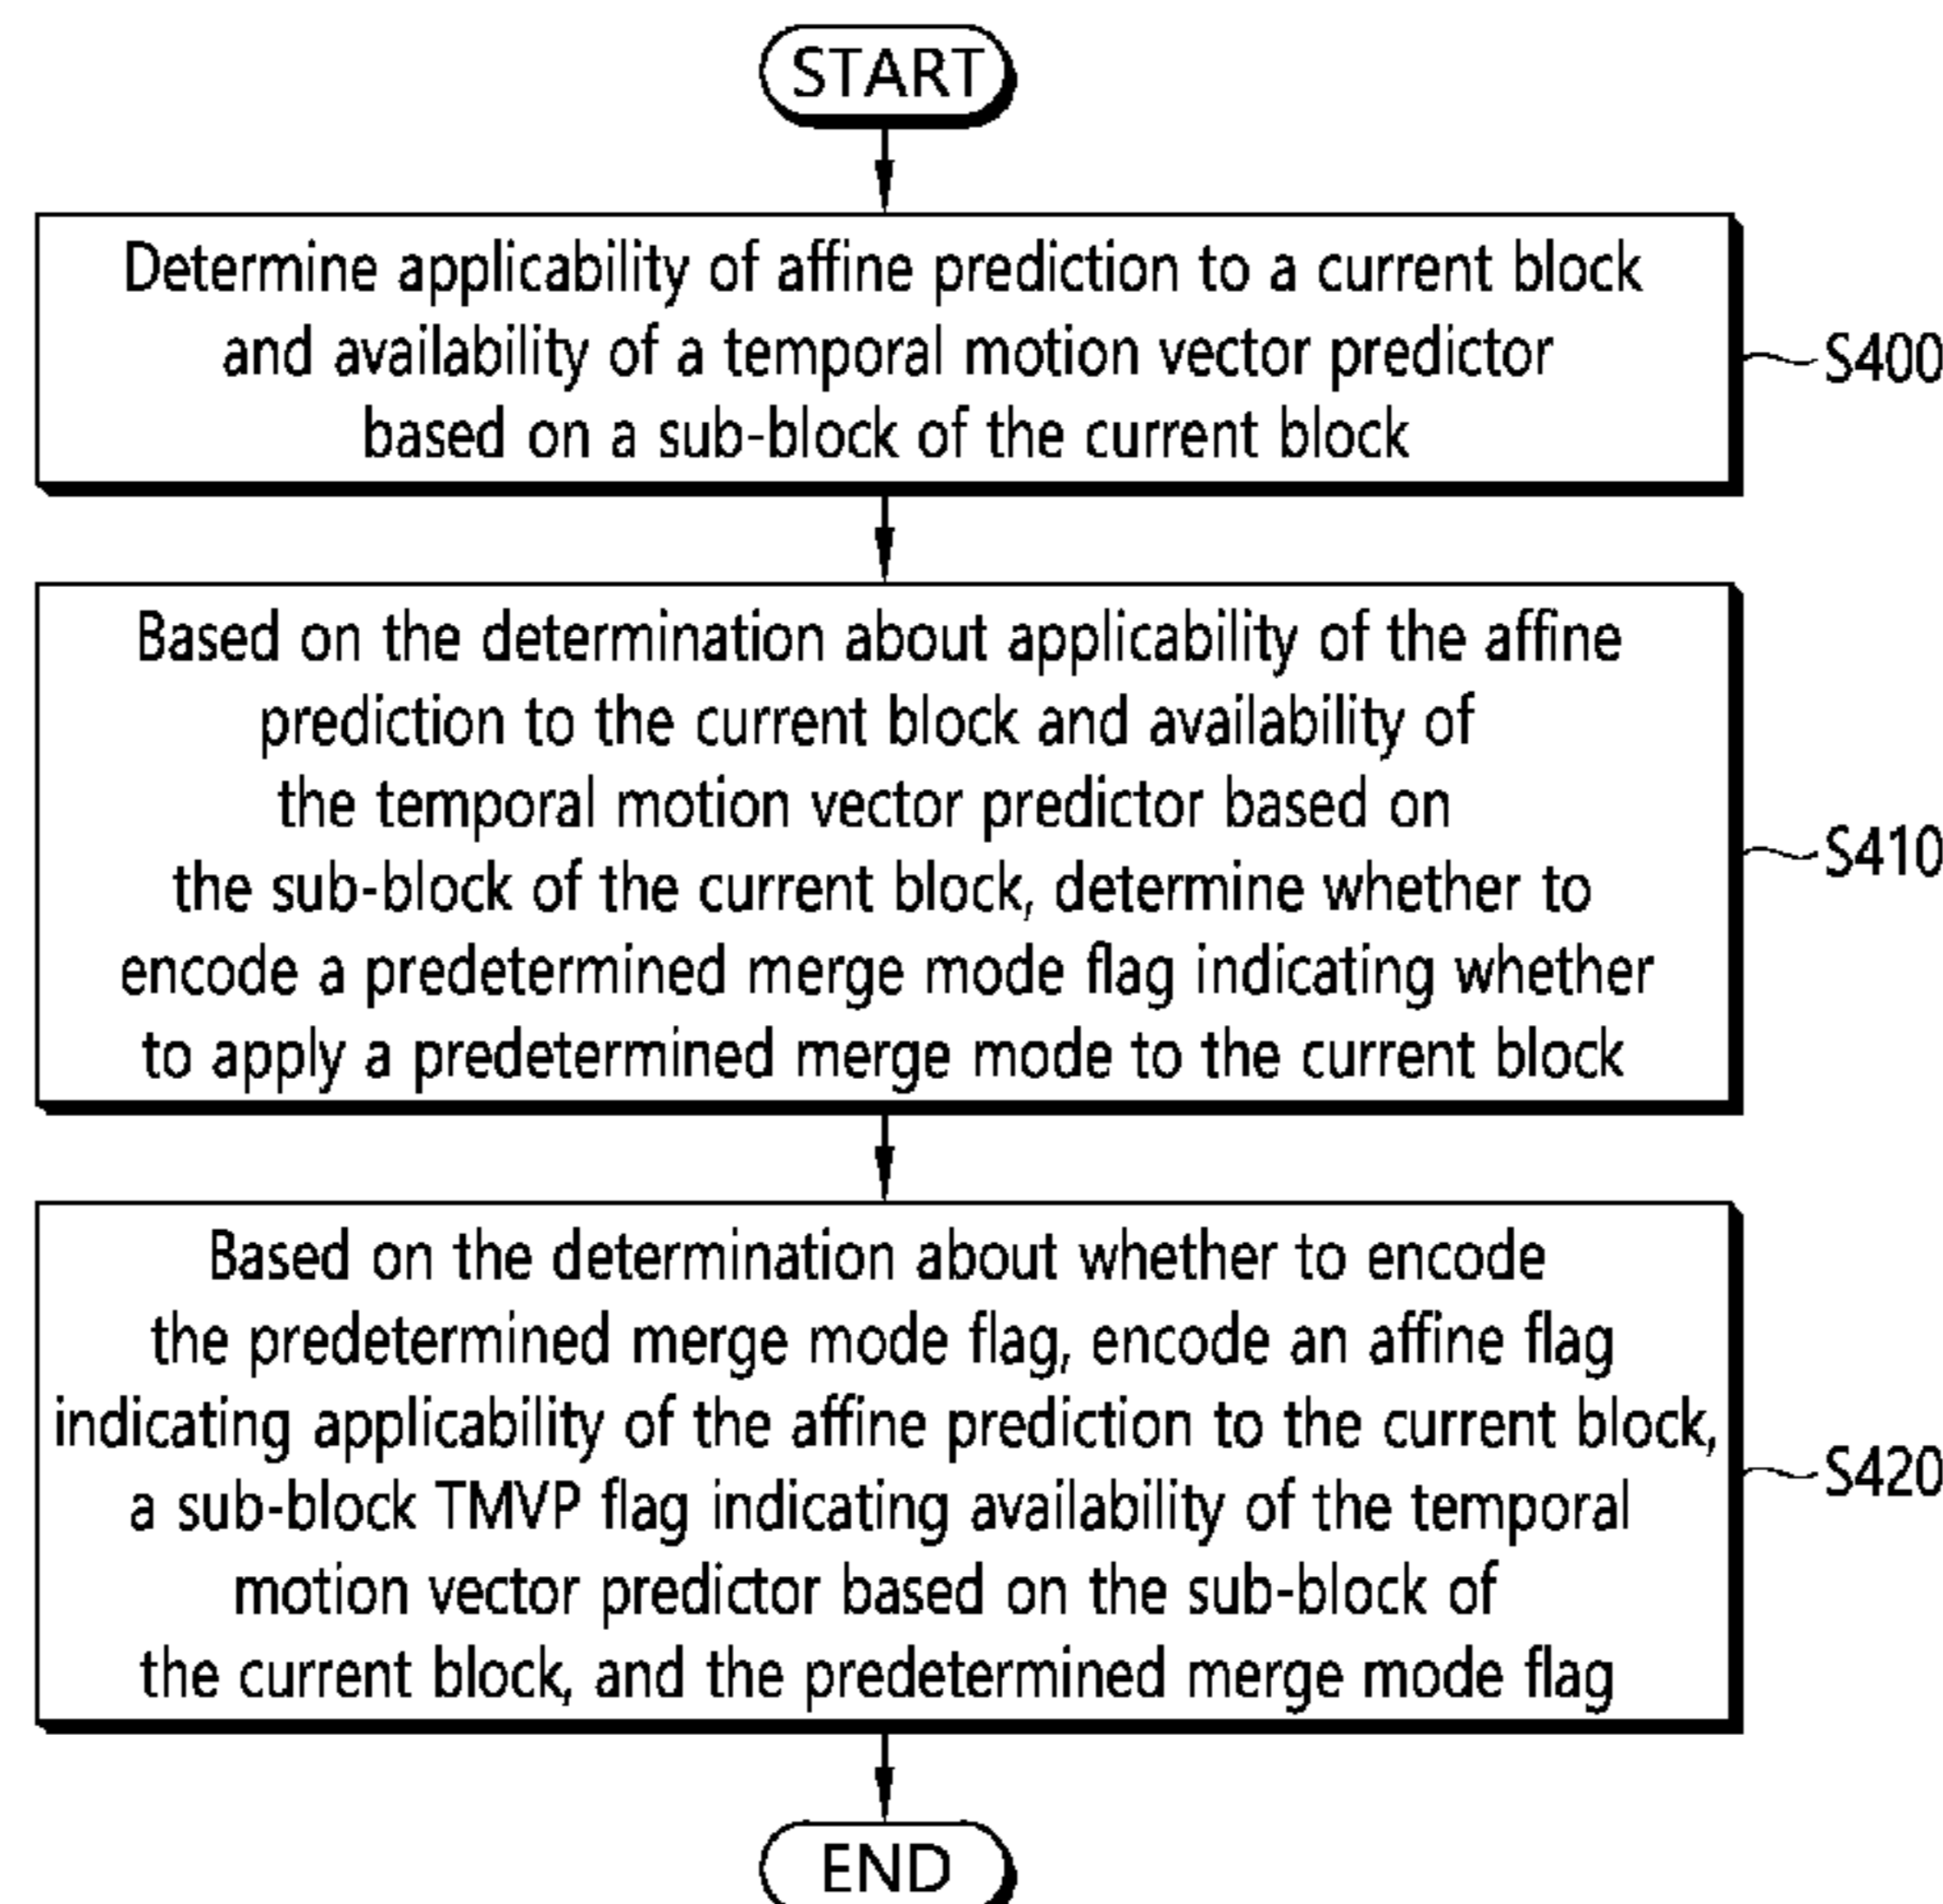 START
Determine applicability of affine prediction to a current block
and availability of a temporal motion vector predictor
based on a sub-block of the current block
S400
Based on the determination about applicability of the affine
prediction to the current block and availability of
the temporal motion vector predictor based on
the sub-block of the current block, determine whether to
encode a predetermined merge mode flag indicating whether
to apply a predetermined merge mode to the current block
S410
Based on the determination about whether to encode
the predetermined merge mode flag, encode an affine flag
indicating applicability of the affine prediction to the current block,
a sub-block TMVP flag indicating availability of the temporal
motion vector predictor based on the sub-block of
the current block, and the predetermined merge mode flag
S420
END